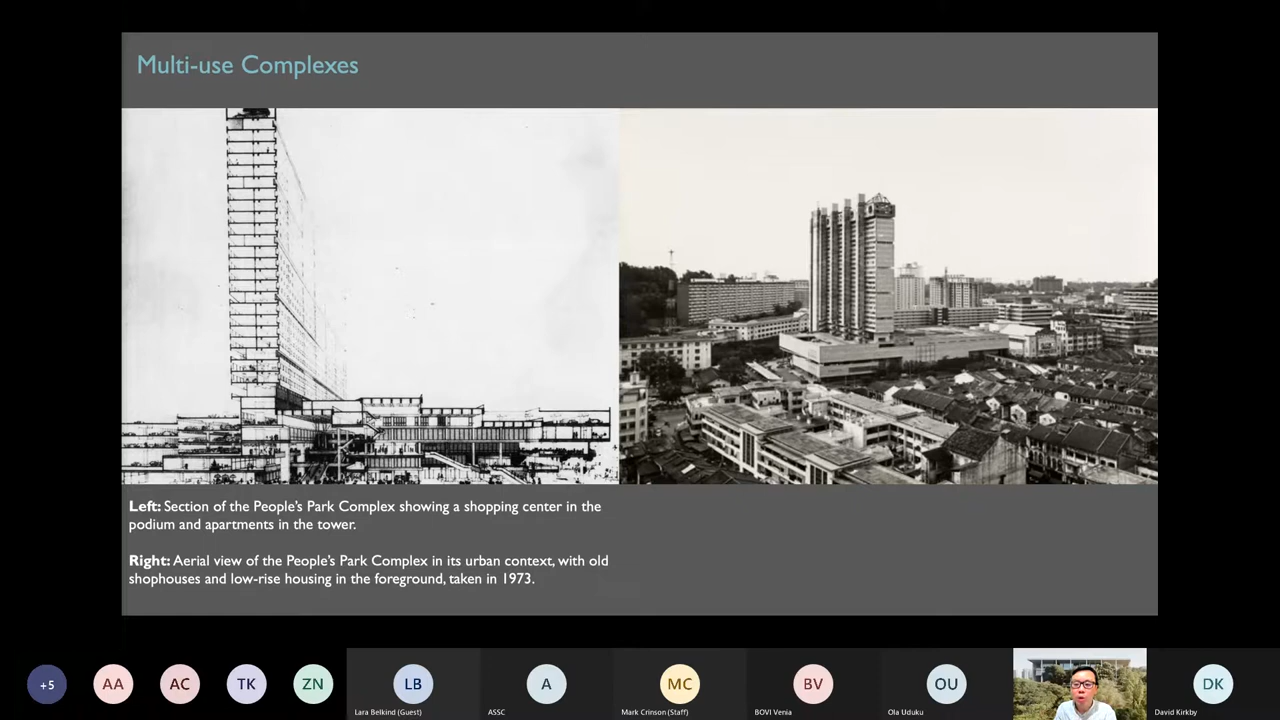 Multi-use Complexes
Left: Section of the People's Park Complex showing a shopping center in the
podium and apartments in the tower.
Right: Aerial view of the People's Park Complex in its urban context, with old
shophouses and low-rise housing in the foreground, taken in 1973.
+5
AA
AC
TK
ZN
LB
A
MC
BV
OU
DK
Lara Belkind (Guest)
ASSC
Mark Crinson (Staff)
BOVI Venia
Ola Uduku
David Kirkby